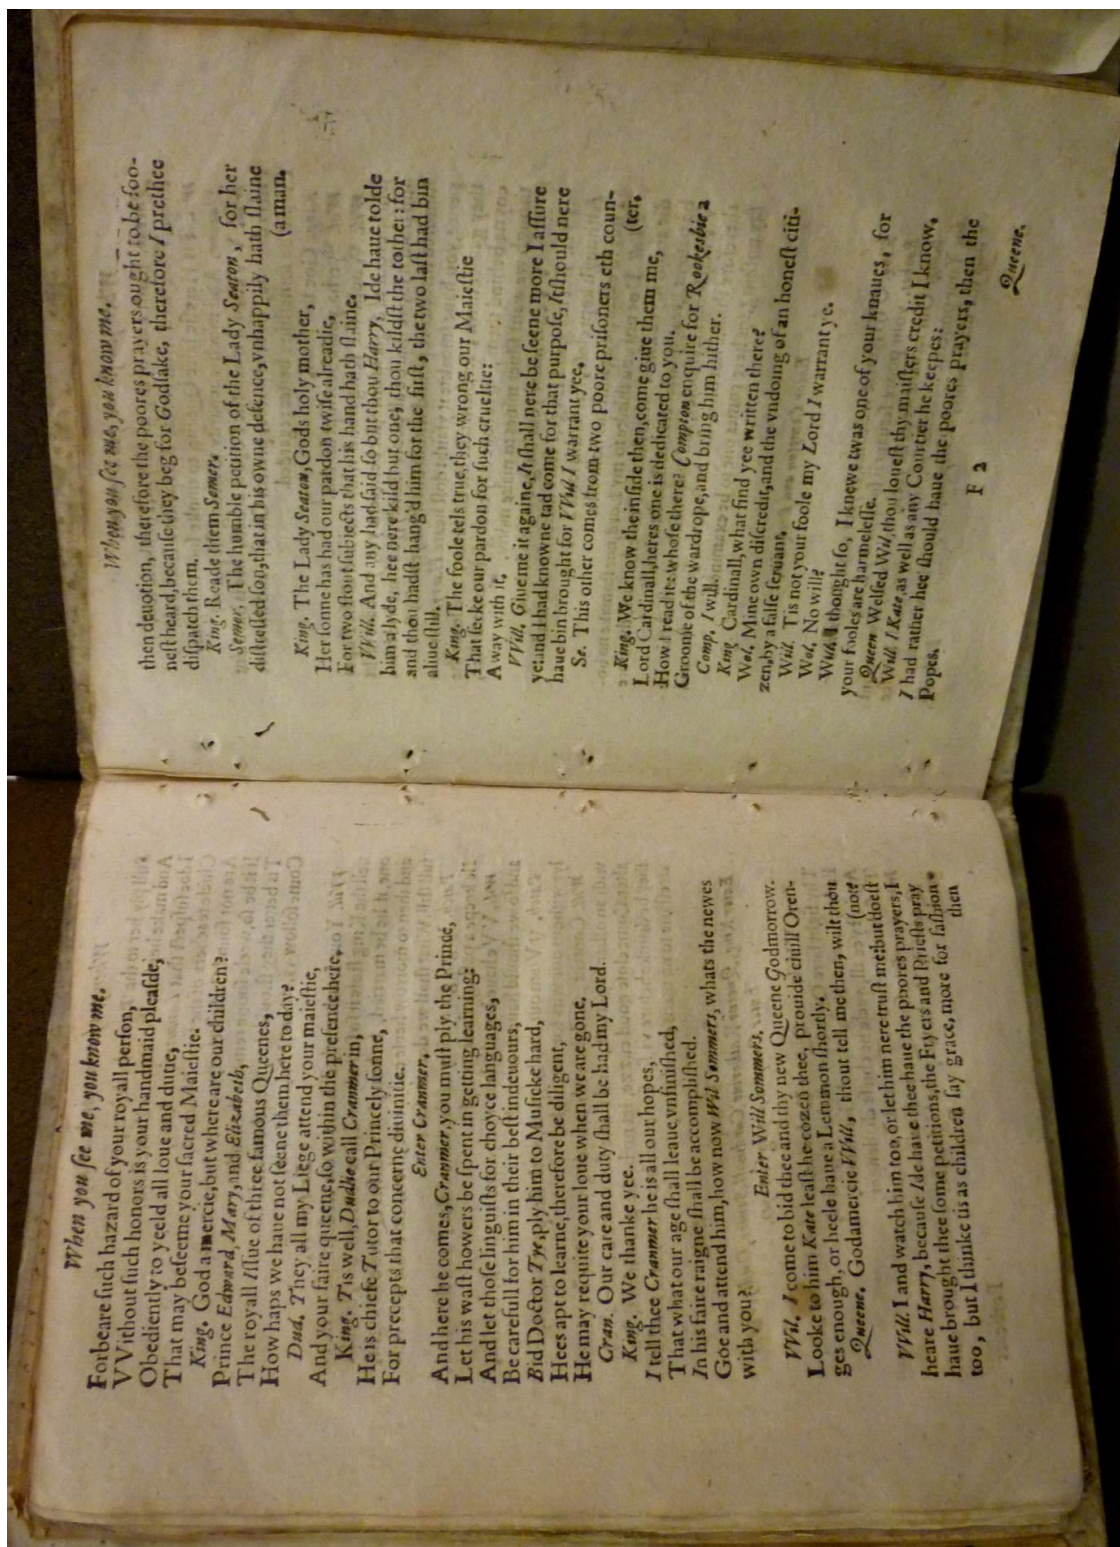 When you ſee me, you know me.
Forbeare ſuch hazard of your royall perſon,
VVithout ſuch honors is your handmaid pleaſde,
Obediently to yeeld all loue and dutie,
That may beſeeme your ſacred Maieſtie.
King. God a mercie, but where are our children?
Prince Edward, Mary, and Elizabeth,
The royall Iſſue of three famous Queenes,
How haps we haue not ſeene them here to day?
Dud. They all my Liege attend your maieſtie,
And your faire queene, ſo within the preſence here.
King. Tis well, Dudlie call Cranmer in,
He is chiefe Tutor to our Princely ſonne,
For precepts that concerne diuinitie.
Enter Cranmer.
And here he comes, Cranmer, you muſt ply the Prince,
Let his waſt howers be ſpent in getting learning:
And let thoſe linguiſts for choyce languages,
Be carefull for him in their beſt indeuours,
Bid Doctor Tye, ply him to Muſicke hard,
Hees apt to learne, therefore be diligent,
He may requite your loue when we are gone.
Cran. Our care and duty ſhall be had my Lord.
King. We thanke yee.
I tell thee Cranmer he is all our hopes,
That what our age ſhall leaue vnfiniſhed,
In his faire raigne ſhall be accompliſhed.
Goe and attend him, how now Wil Sommers, whats the newes
with you?
Enter Will Sommers.
Wil. I come to bid thee and thy new Queene Godmorrow.
Looke to him Kate leaſt he cozen thee, prouide chiill Oren-
ges enough, or heele haue a Lemmon ſhortly.
Queene. Godamercie VVill, thout tell me then, wilt thou
(not?
Will. I and watch him too, or let him nere truſt me but doeſt
heare Harry, becauſe Ide haue thee haue the poores prayers, I
haue brought thee ſome petitions, the Fryers and Prieſts pray
too, but I thinke tis as children ſay grace, more for faſhion
then
When you ſee me, you know me.
then deuotion, therefore the poores prayers ought to be ſoo-
neſt heard, becauſe they beg for Godſake, therefore I prethee
diſpatch them.
King. Reade them Semer.
Semer. The humble petition of the Lady Seaton, for her
diſtreſſed ſon, that in his owne defence, vnhappily hath ſlaine
(a man.
King. The Lady Seaton, Gods holy mother,
Her ſonne has had our pardon twiſe alreadie,
For two ſtout ſubiects that his hand hath ſlaine.
VVill. And any had ſaid ſo but thou Harry, Ide haue tolde
him a lyde, he e nere kild but one, thou kildſt the tother: for
and thou hadſt hang'd him for the firſt, the two laſt had bin
aliue ſtill.
King. The foole tels true, they wrong our Maieſtie
That ſeeke our pardon for ſuch crueltie:
Away with it.
VVil. Giue me it againe, it ſhall nere be ſeene more I aſſure
ye: and I had knowne tad come for that purpoſe, it ſhould nere
haue bin brought for VVil I warrant yee.
Se. This other comes from two poore priſoners eth coun-
(ter.
King. We know the inſide then, come giue them me,
Lord Cardinall, heres one is dedicated to you.
How I read it: whoſe there? Compton enquire for Rookesbie a
Groome of the wardrope, and bring him hither.
Comp. I will
King Cardinall, what find yee written there?
Wol. Mine own diſcredit, and the vndoing of an honeſt citi-
zen, by a falſe ſeruant.
Will. Tis not your foole my Lord I warrant ye.
Wol. No will?
Will. I thought ſo, I knewe twas one of your knaues, for
your fooles are harmeleſſe.
Queen. Wel ſed Wil, thou loueſt thy maſters credit I know.
Will. I Kate, as well as any Courtier he keepes:
I had rather hee ſhould haue the poores prayers, then the
Popes.
F 2
Queene.